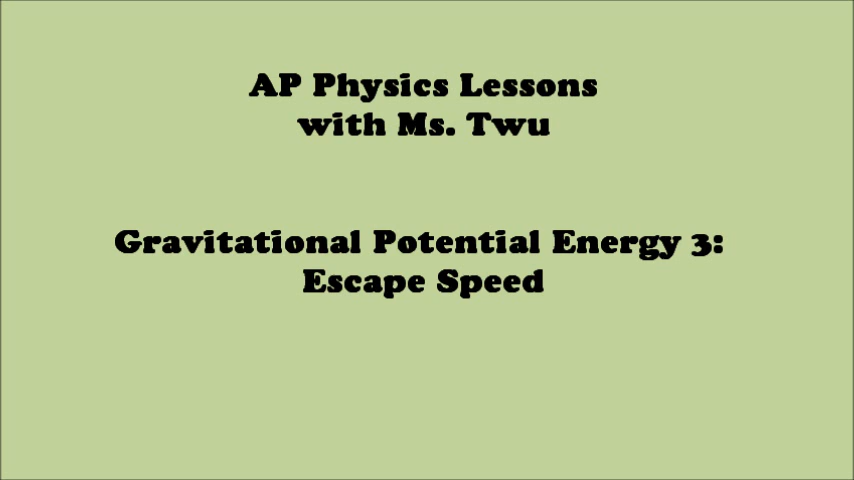 AP Physics Lessons
with Ms. Twu
Gravitational Potential Energy 3:
Escape Speed